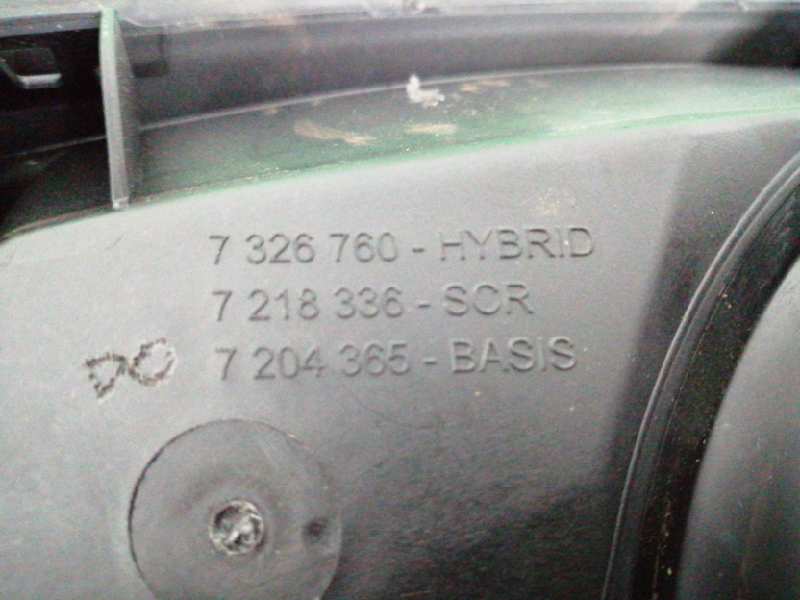 7 326 760 - HYBRID
7 218 336 - SCR
7 204 365 - BASIS